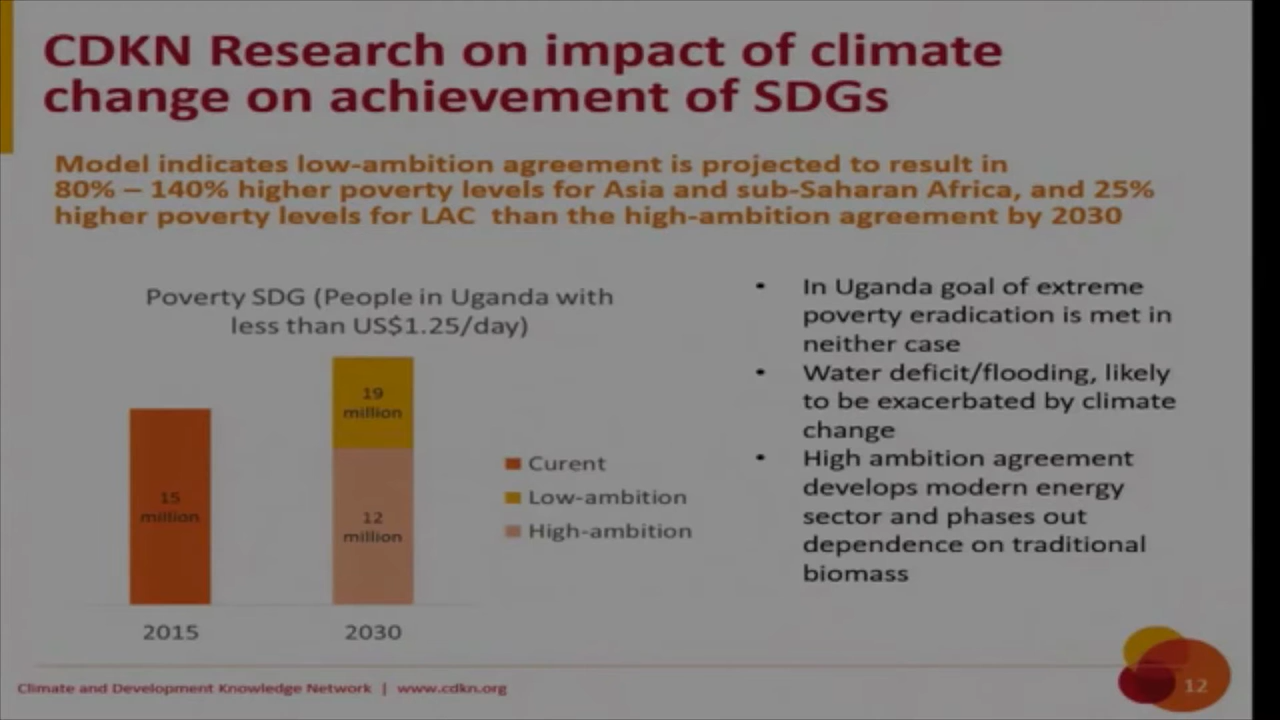 CDKN Research on impact of climate
change on achievement of SDGs
Model indicates low-ambition agreement is projected to result in
80% – 140% higher poverty levels for Asia and sub-Saharan Africa, and 25%
higher poverty levels for LAC than the high-ambition agreement by 2030
Poverty SDG (People in Uganda with
less than US$1.25/day)
19
million
15
million
12
million
2015
2030
Curent
Low-ambition
High-ambition
• In Uganda goal of extreme
poverty eradication is met in
neither case
• Water deficit/flooding, likely
to be exacerbated by climate
change
• High ambition agreement
develops modern energy
sector and phases out
dependence on traditional
biomass
Climate and Development Knowledge Network | www.cdkn.org
12